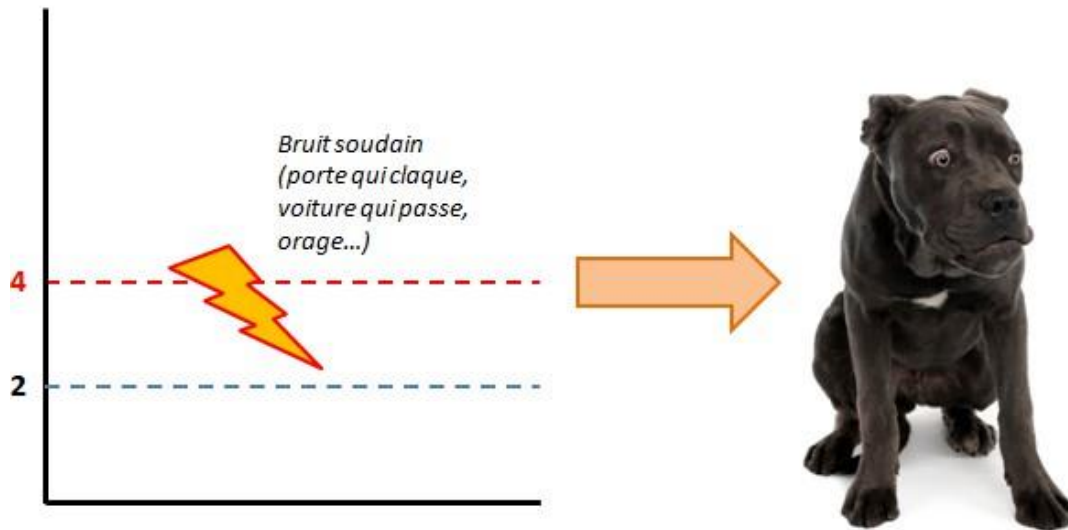 Bruit soudain
(porte qui claque,
voiture qui passe,
orage...)
4
2